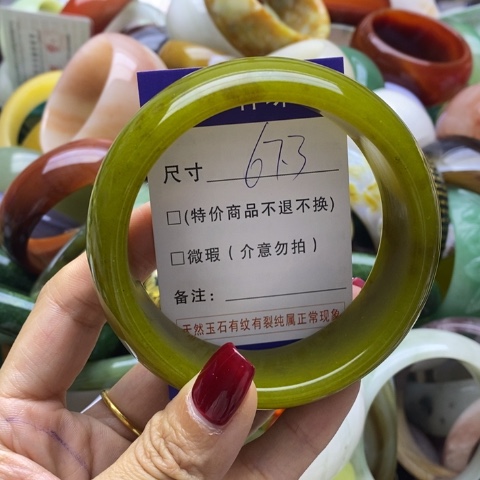 尺寸 67.3
□(特价商品不退不换)
□微瑕(介意勿拍)
备注:
天然玉石有纹有裂纯属正常现象